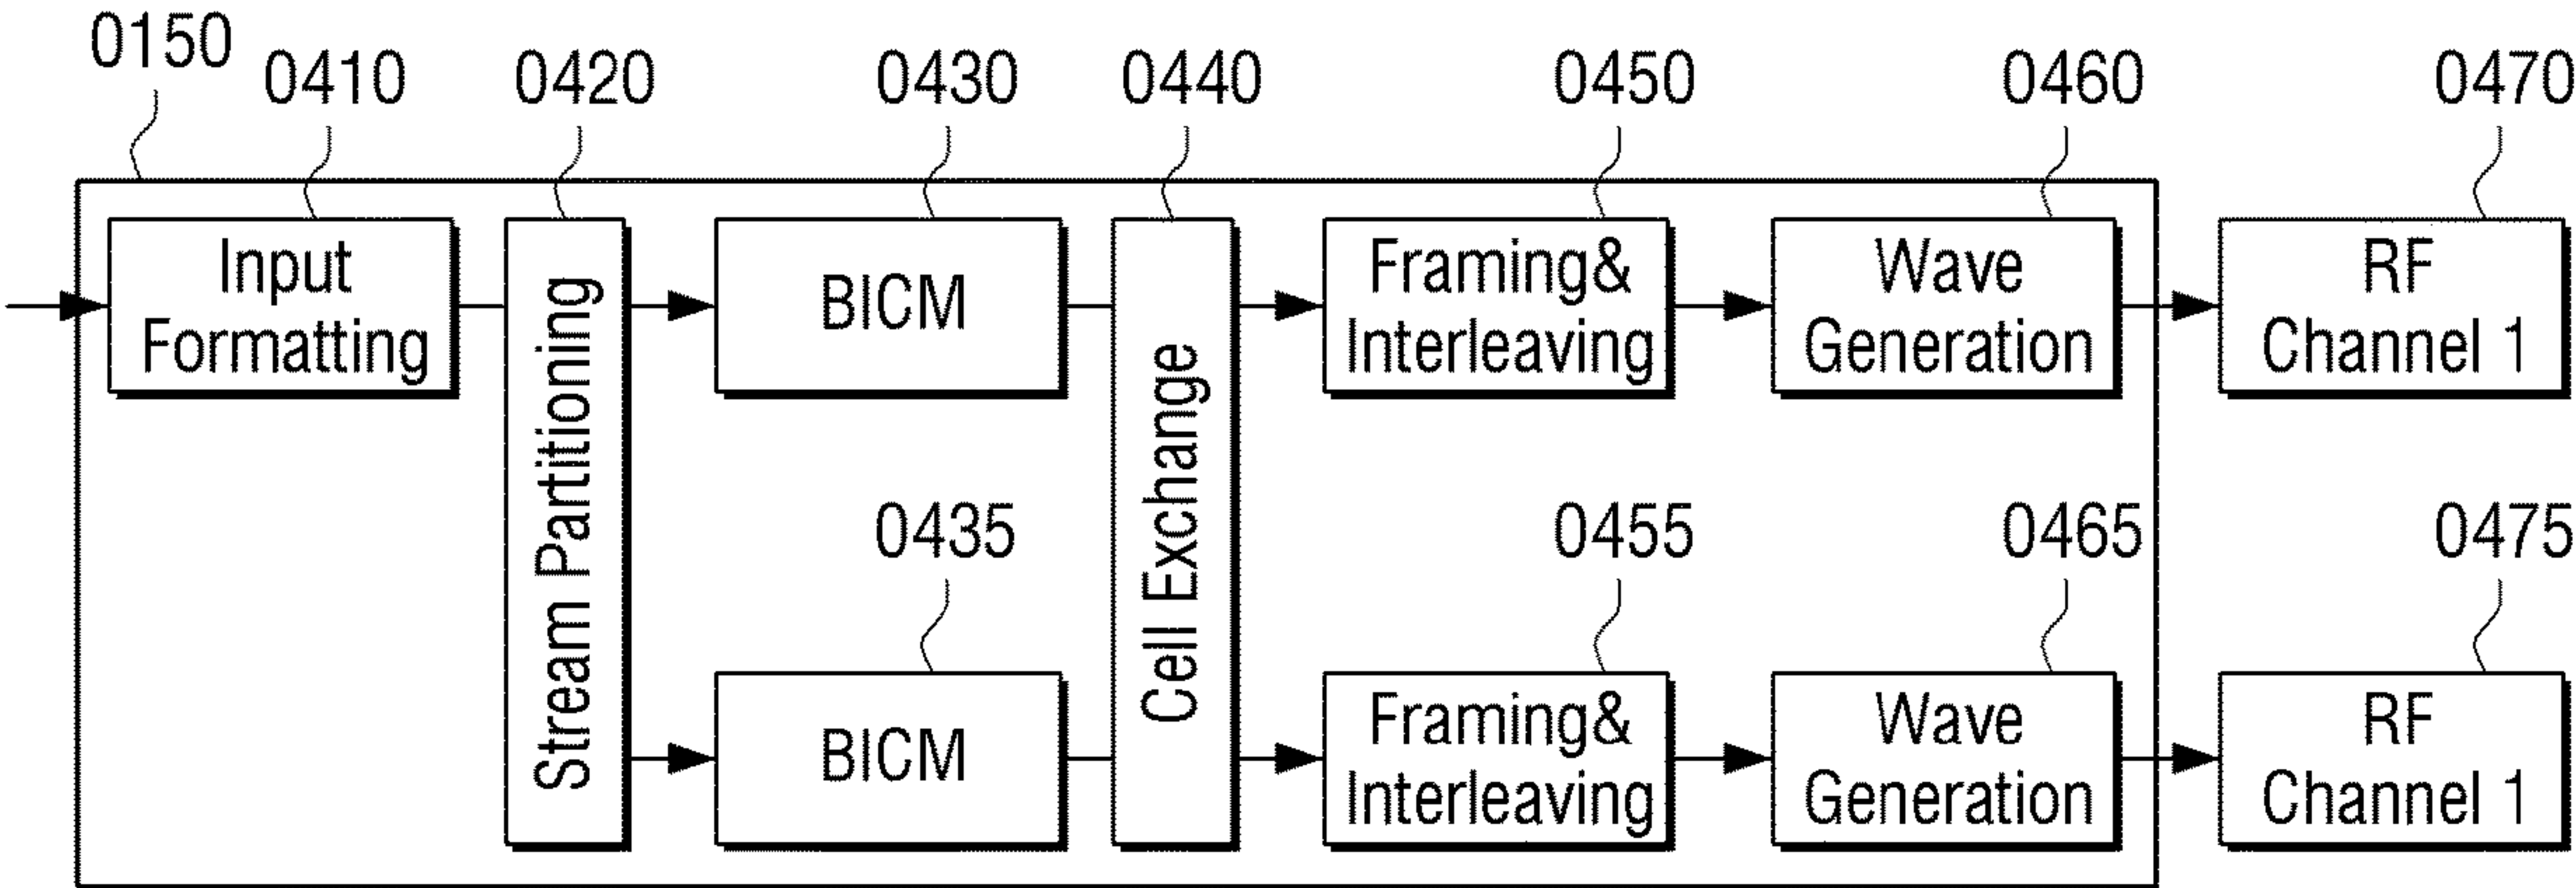 0150
0410
0420
0430
0440
0450
0460
0470
Input
Formatting
Stream Partitioning
BICM
Cell Exchange
Framing&
Interleaving
Wave
Generation
RF
Channel 1
0435
0455
0465
0475
BICM
Framing&
Interleaving
Wave
Generation
RF
Channel 1